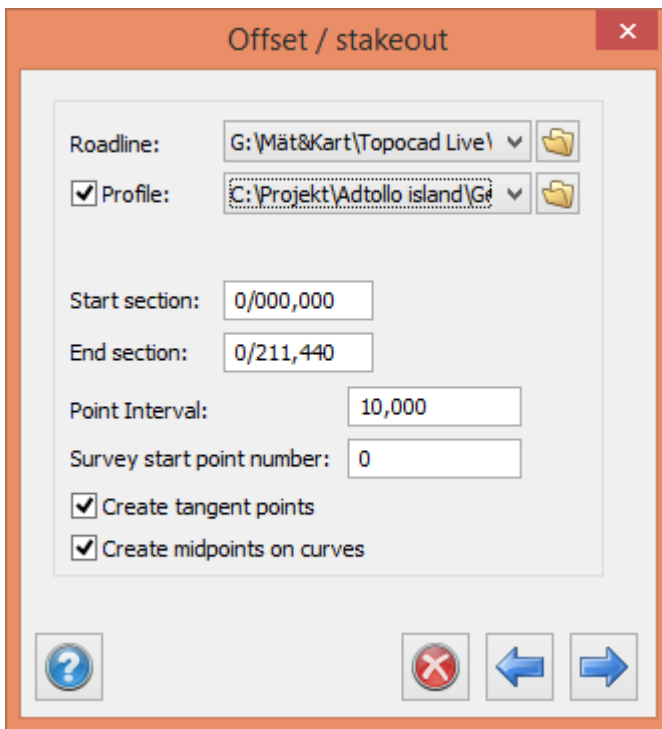 Offset / stakeout
Roadline: G:\Mät&Kart\Topocad Live\
Profile: C:\Projekt\Adtollo island\Ge
Start section: 0/000,000
End section: 0/211,440
Point Interval: 10,000
Survey start point number: 0
Create tangent points
Create midpoints on curves